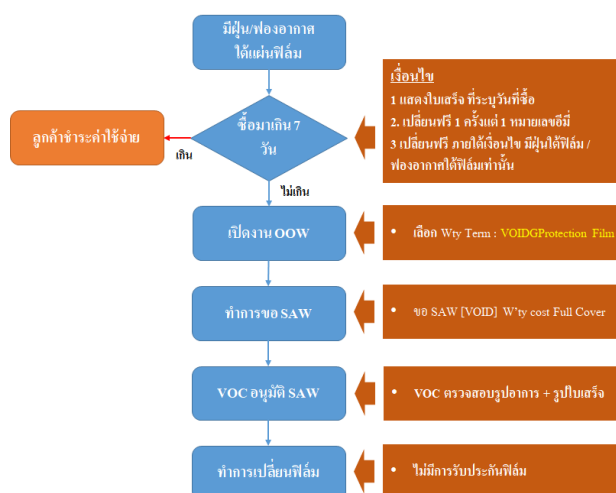 มีฝุ่น/ฟองอากาศ
ใต้แผ่นฟิล์ม
เงื่อนไข
1 แสดงใบเสร็จ ที่ระบุวันที่ซื้อ
2. เปลี่ยนฟรี 1 ครั้งแต่ 1 หมายเลขอีมี่
3 เปลี่ยนฟรี ภายใต้เงื่อนไข มีฝุ่นใต้ฟิล์ม /
ฟองอากาศใต้ฟิล์มเท่านั้น
ซื้อมาเกิน 7
วัน
ลูกค้าชำระค่าใช้จ่าย
เกิน
ไม่เกิน
เปิดงาน OOW
• เลือก Wty Term : VOIDGProtection Film
ทำการขอ SAW
• ขอ SAW [VOID] W'ty cost Full Cover
VOC อนุมัติ SAW
• VOC ตรวจสอบรูปอาการ + รูปใบเสร็จ
ทำการเปลี่ยนฟิล์ม
• ไม่มีการรับประกันฟิล์ม